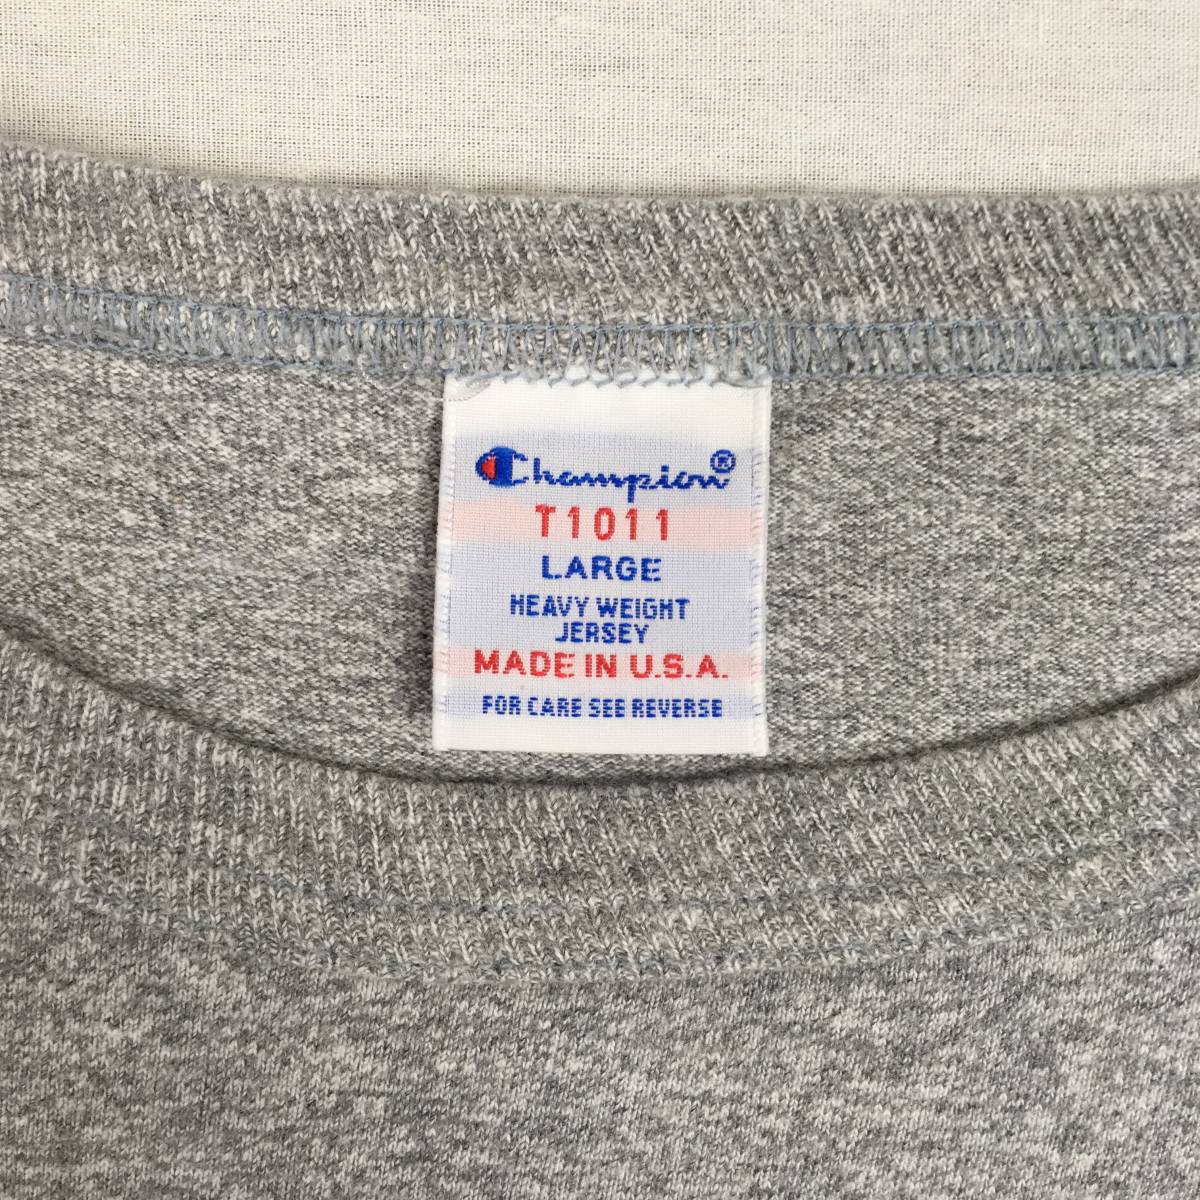 Champion®
T1011
LARGE
HEAVY WEIGHT
JERSEY
MADE IN U.S.A.
FOR CARE SEE REVERSE